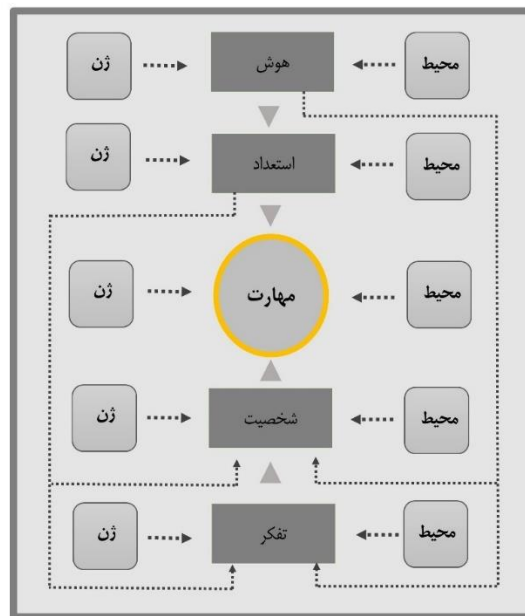 محیط
هوش
ژن
محیط
استعداد
ژن
محیط
مهارت
ژن
محیط
شخصیت
ژن
محیط
تفکر
ژن